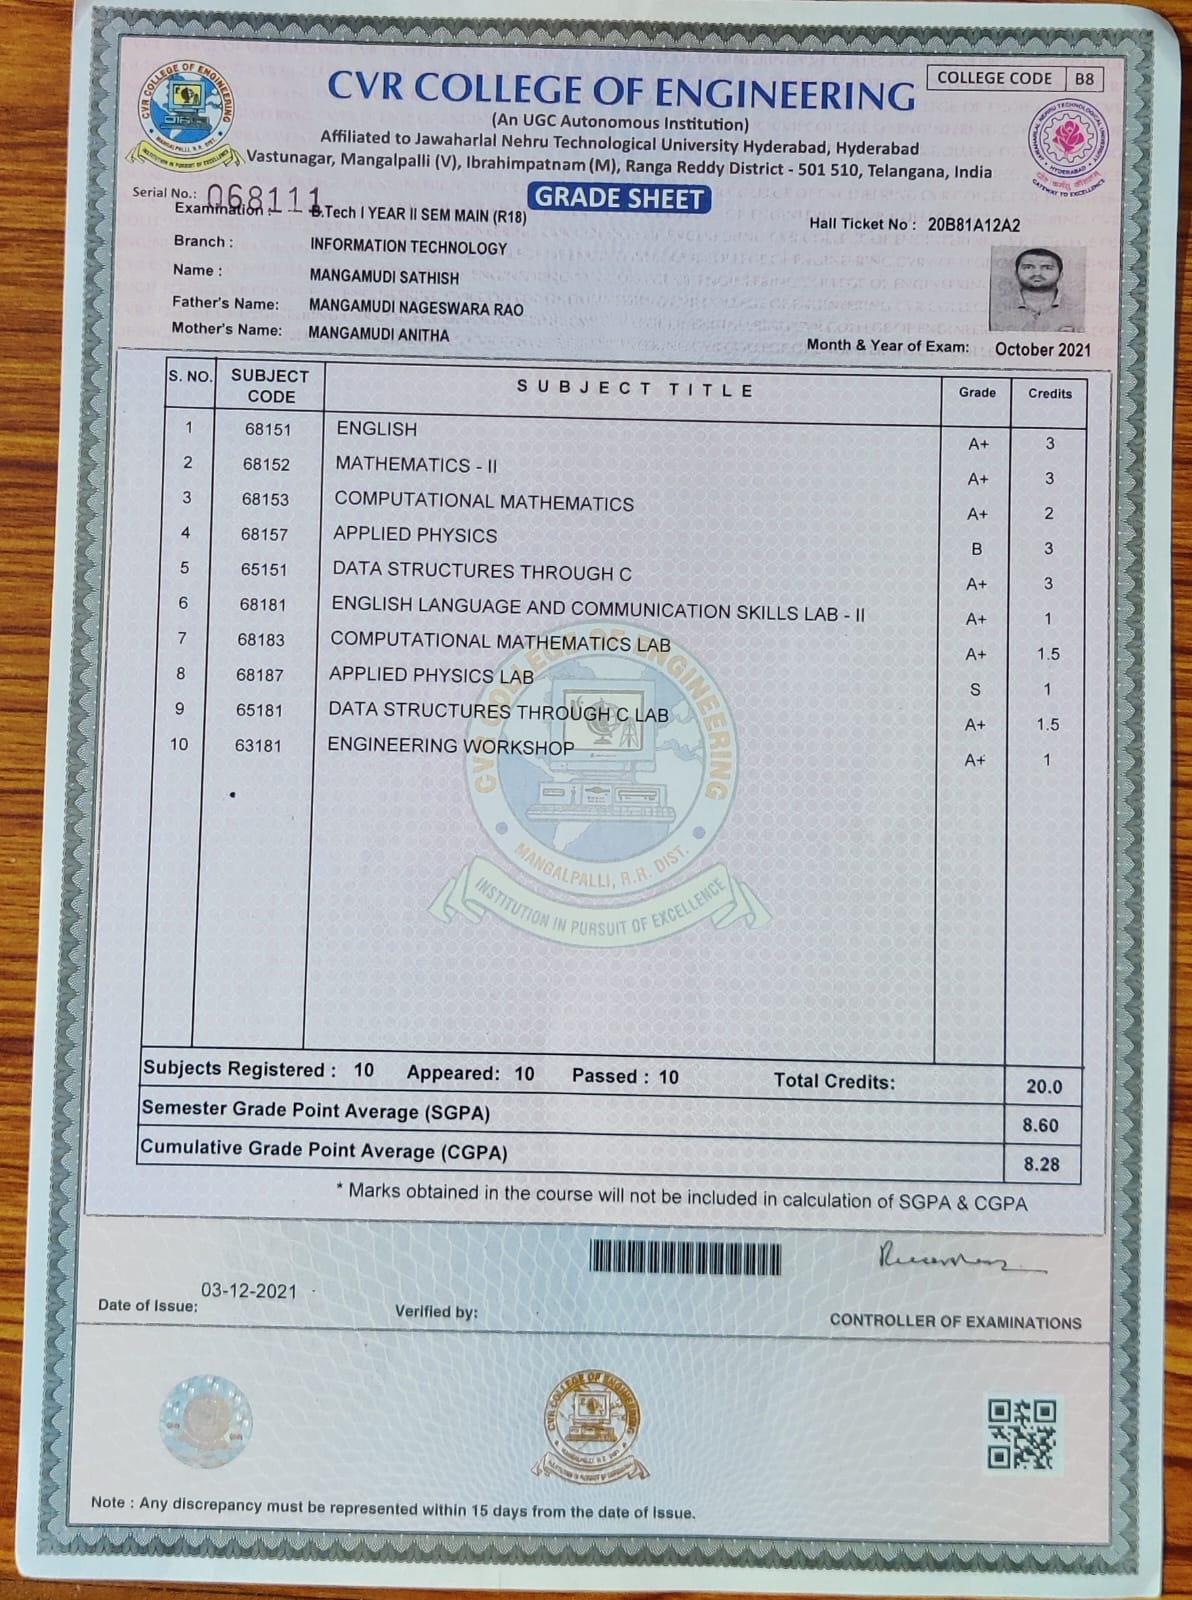 CVR COLLEGE OF ENGINEERING
COLLEGE CODE B8
(An UGC Autonomous Institution)
Affiliated to Jawaharlal Nehru Technological University Hyderabad, Hyderabad
Vastunagar, Mangalpalli (V), Ibrahimpatnam (M), Ranga Reddy District - 501 510, Telangana, India
CVR COLLEGE OF ENGINEERING
MANGALPALLI, R.R. DIST.
INSTITUTION IN PURSUIT OF EXCELLENCE
Serial No.: 068111
GRADE SHEET
Examination : B.Tech I YEAR II SEM MAIN (R18)
Hall Ticket No : 20B81A12A2
Branch : INFORMATION TECHNOLOGY
Name : MANGAMUDI SATHISH
Father's Name: MANGAMUDI NAGESWARA RAO
Mother's Name: MANGAMUDI ANITHA
Month & Year of Exam: October 2021
S. NO. SUBJECT CODE SUBJECT TITLE Grade Credits
1 68151 ENGLISH A+ 3
2 68152 MATHEMATICS - II A+ 3
3 68153 COMPUTATIONAL MATHEMATICS A+ 2
4 68157 APPLIED PHYSICS B 3
5 65151 DATA STRUCTURES THROUGH C A+ 3
6 68181 ENGLISH LANGUAGE AND COMMUNICATION SKILLS LAB - II A+ 1
7 68183 COMPUTATIONAL MATHEMATICS LAB A+ 1.5
8 68187 APPLIED PHYSICS LAB S 1
9 65181 DATA STRUCTURES THROUGH C LAB A+ 1.5
10 63181 ENGINEERING WORKSHOP A+ 1
CVR COLLEGE OF ENGINEERING
MANGALPALLI, R.R. DIST.
INSTITUTION IN PURSUIT OF EXCELLENCE
Subjects Registered : 10 Appeared: 10 Passed : 10 Total Credits: 20.0
Semester Grade Point Average (SGPA) 8.60
Cumulative Grade Point Average (CGPA) 8.28
* Marks obtained in the course will not be included in calculation of SGPA & CGPA
03-12-2021
Date of Issue:
Verified by:
CONTROLLER OF EXAMINATIONS
CVR COLLEGE OF ENGINEERING
Note : Any discrepancy must be represented within 15 days from the date of issue.